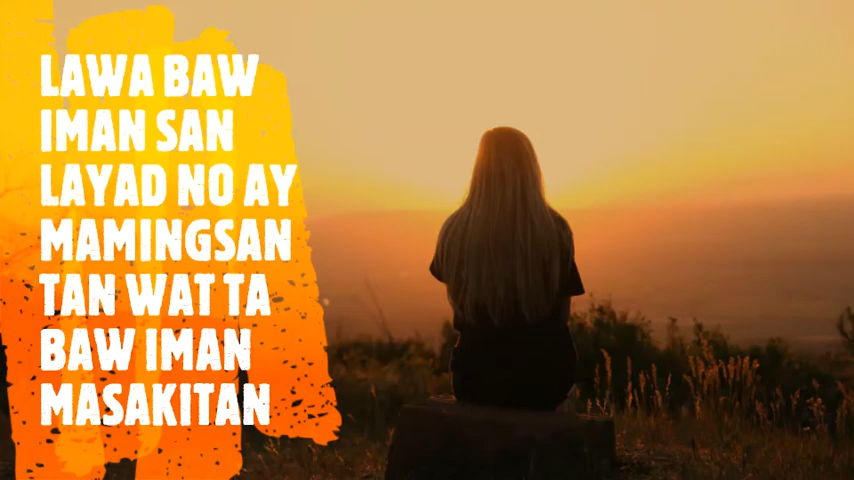 LAWA BAW
IMAN SAN
LAYAD NO AY
MAMINGSAN
TAN WAT TA
BAW IMAN
MASAKITAN